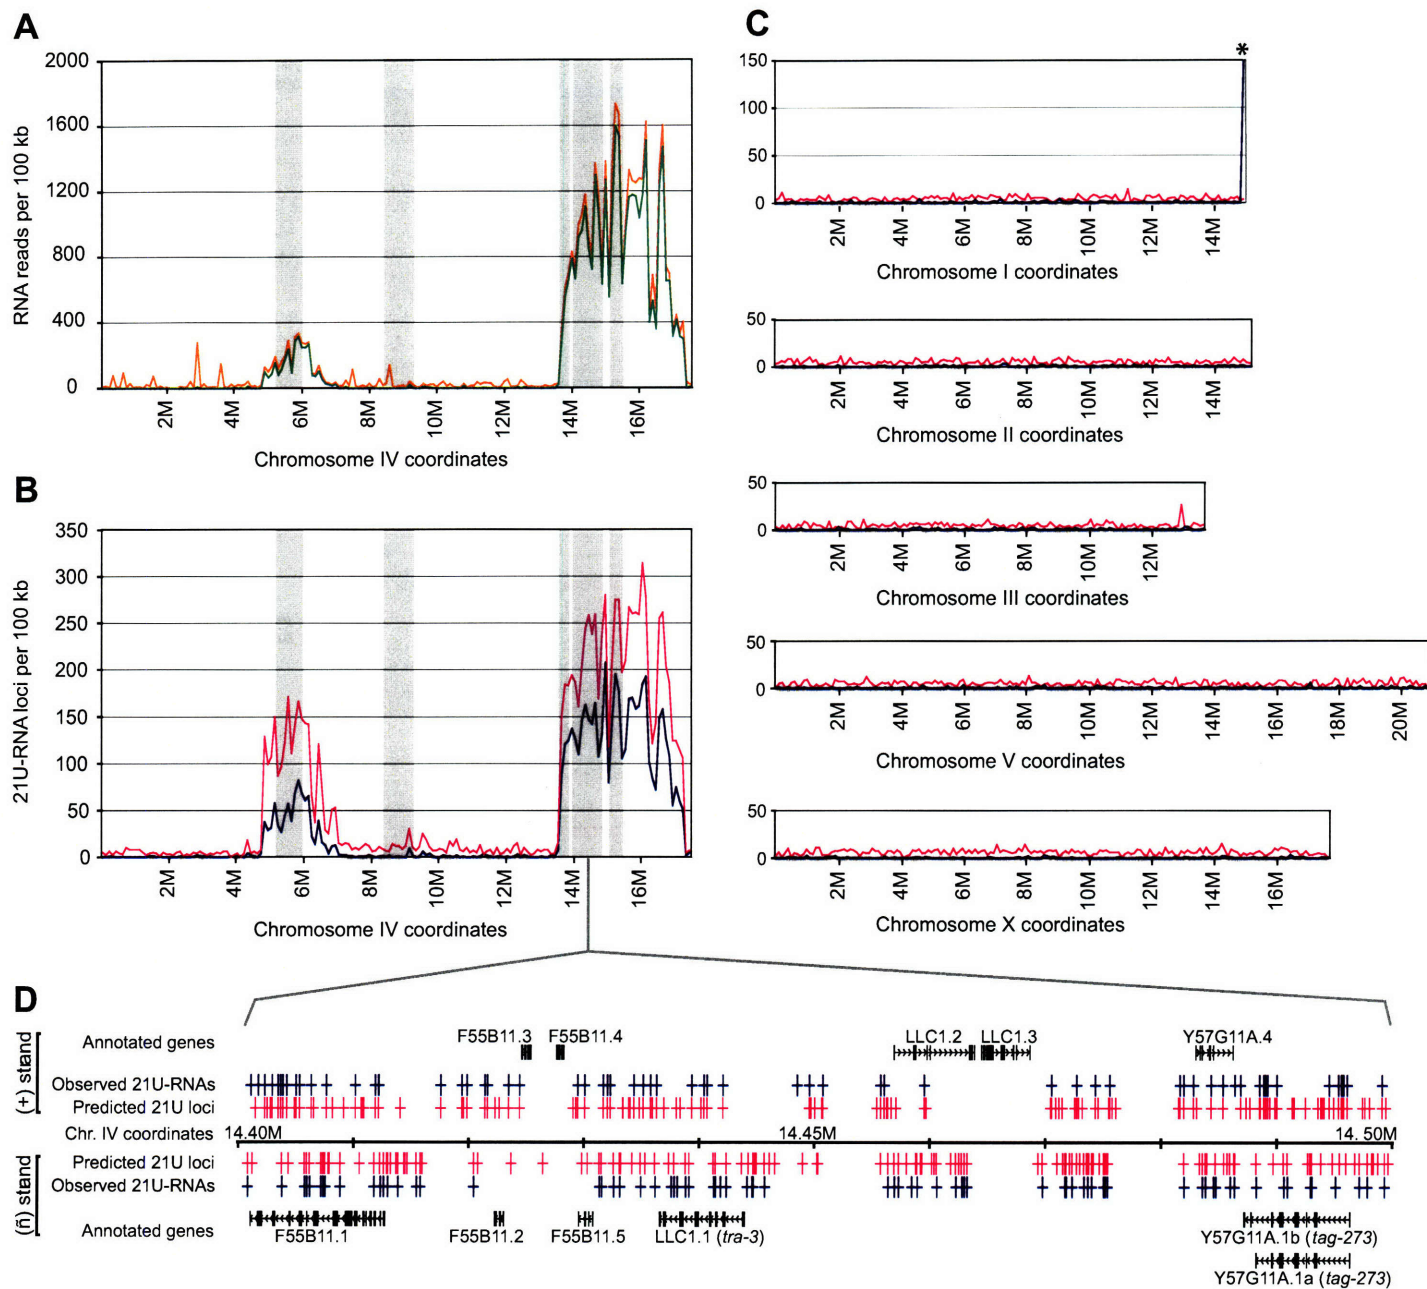 A
2000
1600
1200
800
400
0
RNA reads per 100 kb
2M 4M 6M 8M 10M 12M 14M 16M
Chromosome IV coordinates
B
350
300
250
200
150
100
50
0
21U-RNA loci per 100 kb
2M 4M 6M 8M 10M 12M 14M 16M
Chromosome IV coordinates
C
*
150
100
50
0
2M 4M 6M 8M 10M 12M 14M
Chromosome I coordinates
50
0
2M 4M 6M 8M 10M 12M 14M
Chromosome II coordinates
50
0
2M 4M 6M 8M 10M 12M
Chromosome III coordinates
50
0
2M 4M 6M 8M 10M 12M 14M 16M 18M 20M
Chromosome V coordinates
50
0
2M 4M 6M 8M 10M 12M 14M 16M
Chromosome X coordinates
D
(+) strand
F55B11.3 F55B11.4 LLC1.2 LLC1.3 Y57G11A.4
Annotated genes
Observed 21U-RNAs
Predicted 21U loci
Chr. IV coordinates 14.40M 14.45M 14. 50M
(ñ) stand
Predicted 21U loci
Observed 21U-RNAs
Annotated genes
F55B11.1 F55B11.2 F55B11.5 LLC1.1 (tra-3) Y57G11A.1b (tag-273)
Y57G11A.1a (tag-273)